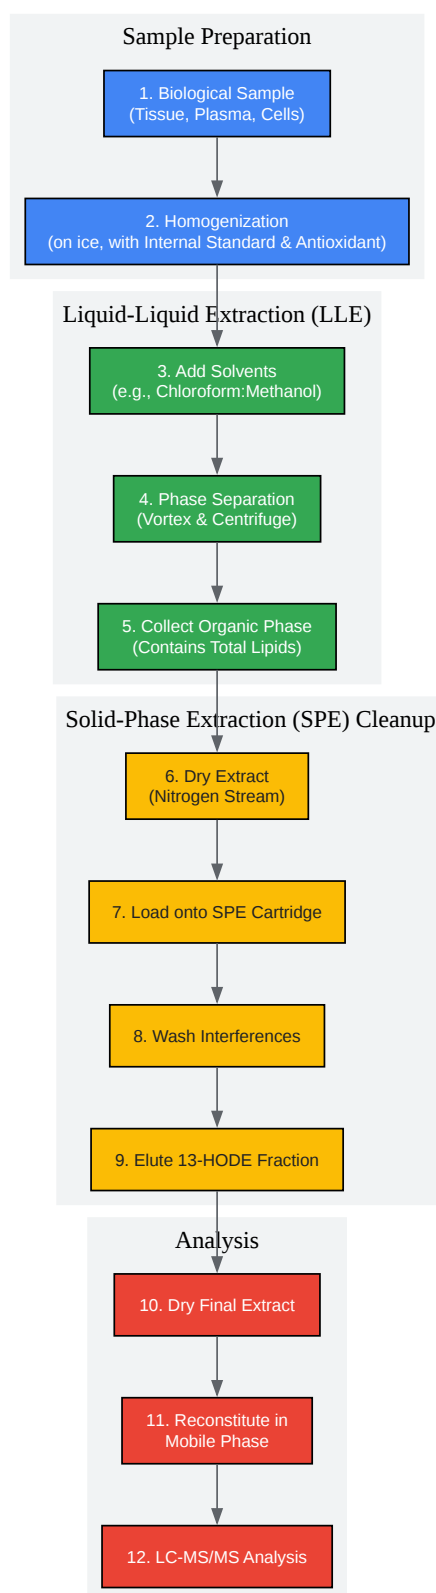 Sample Preparation
1. Biological Sample
(Tissue, Plasma, Cells)
2. Homogenization
(on ice, with Internal Standard & Antioxidant)
Liquid-Liquid Extraction (LLE)
3. Add Solvents
(e.g., Chloroform:Methanol)
4. Phase Separation
(Vortex & Centrifuge)
5. Collect Organic Phase
(Contains Total Lipids)
Solid-Phase Extraction (SPE) Cleanup
6. Dry Extract
(Nitrogen Stream)
7. Load onto SPE Cartridge
8. Wash Interferences
9. Elute 13-HODE Fraction
Analysis
10. Dry Final Extract
11. Reconstitute in
Mobile Phase
12. LC-MS/MS Analysis